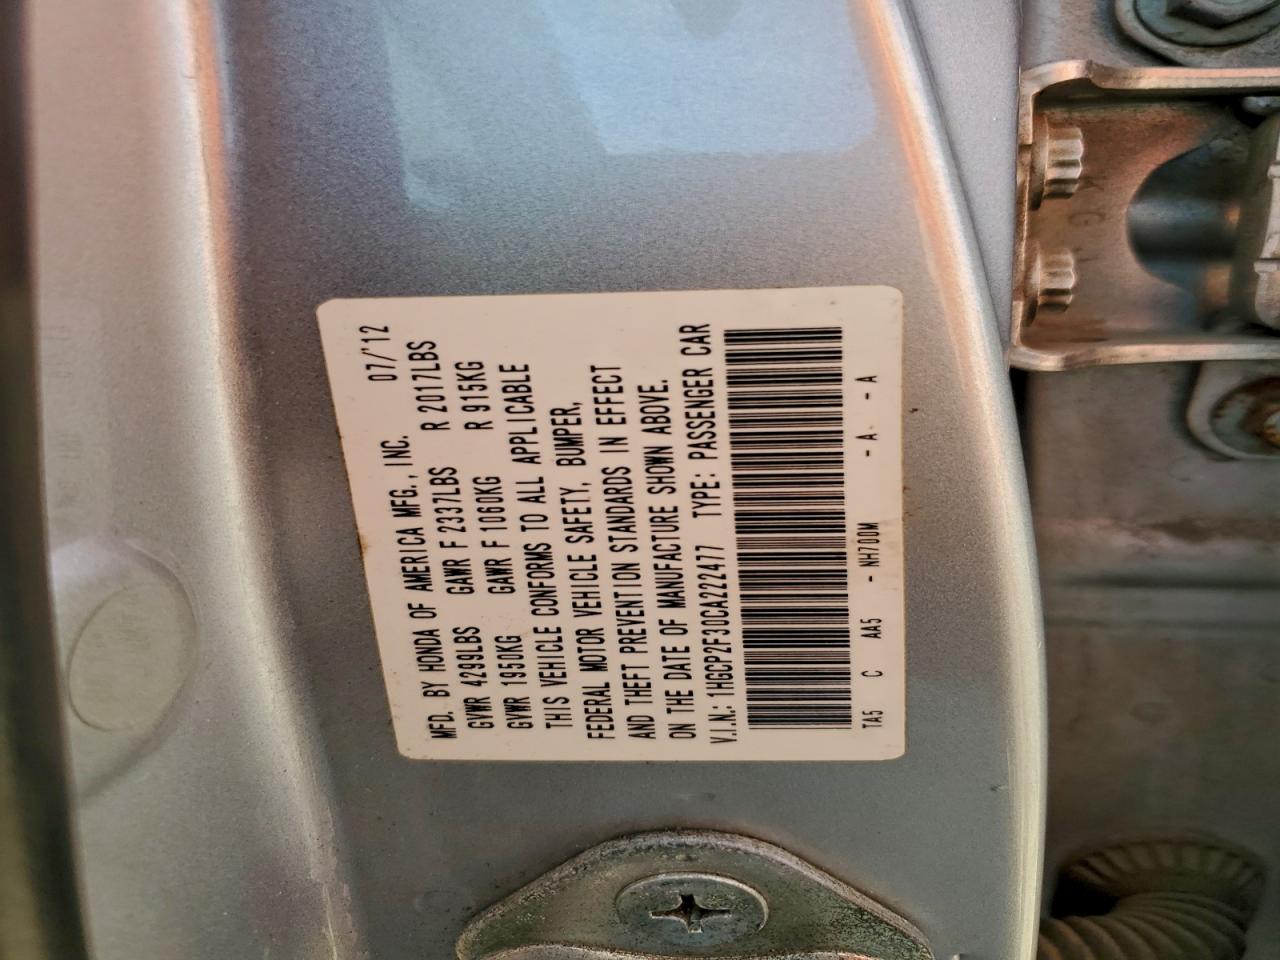 MFD. BY HONDA OF AMERICA MFG., INC. 07/'12
GVWR 4299LBS GAWR F 2337LBS R 2017LBS
GVWR 1950KG GAWR F 1060KG R 915KG
THIS VEHICLE CONFORMS TO ALL APPLICABLE
FEDERAL MOTOR VEHICLE SAFETY, BUMPER,
AND THEFT PREVENTION STANDARDS IN EFFECT
ON THE DATE OF MANUFACTURE SHOWN ABOVE.
V.I.N.: 1HGCP2F30CA222477 TYPE: PASSENGER CAR
TA5 C AA5 - NH700M - A - A